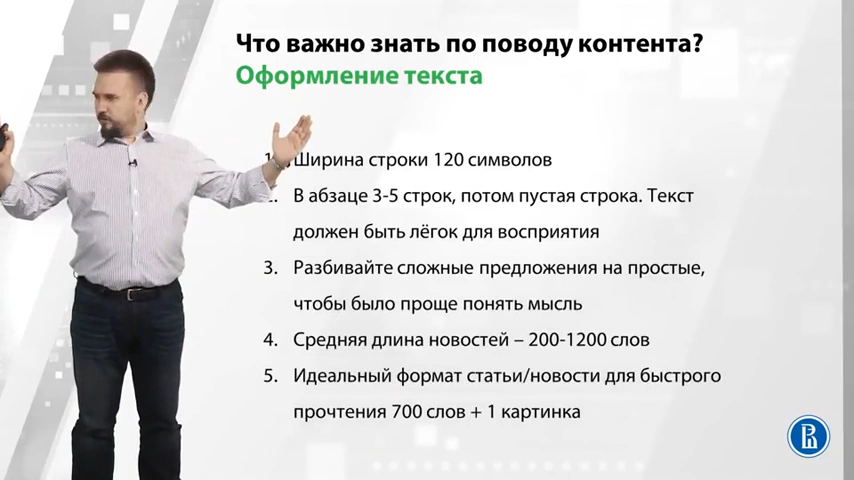 Что важно знать по поводу контента?
Оформление текста
1. Ширина строки 120 символов
2. В абзаце 3-5 строк, потом пустая строка. Текст
должен быть лёгок для восприятия
3. Разбивайте сложные предложения на простые,
чтобы было проще понять мысль
4. Средняя длина новостей – 200-1200 слов
5. Идеальный формат статьи/новости для быстрого
прочтения 700 слов + 1 картинка